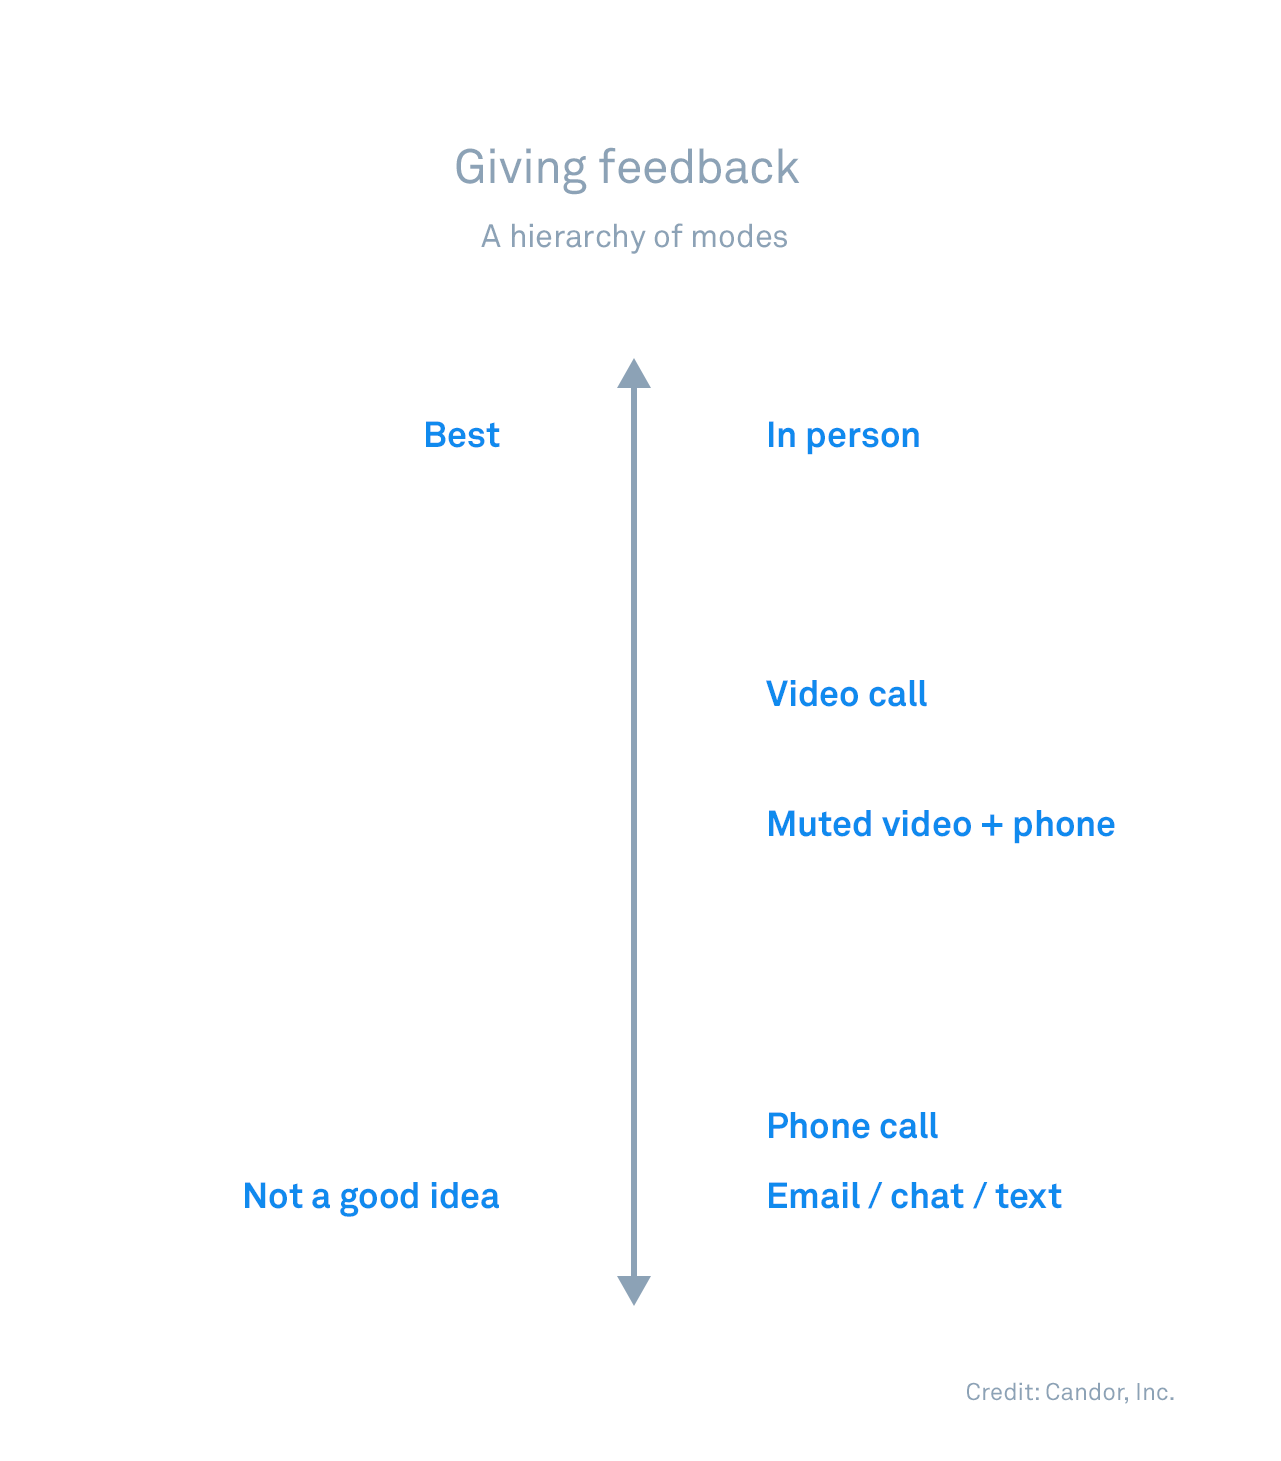 Giving feedback
A hierarchy of modes
Best
In person
Video call
Muted video + phone
Phone call
Not a good idea
Email / chat / text
Credit: Candor, Inc.